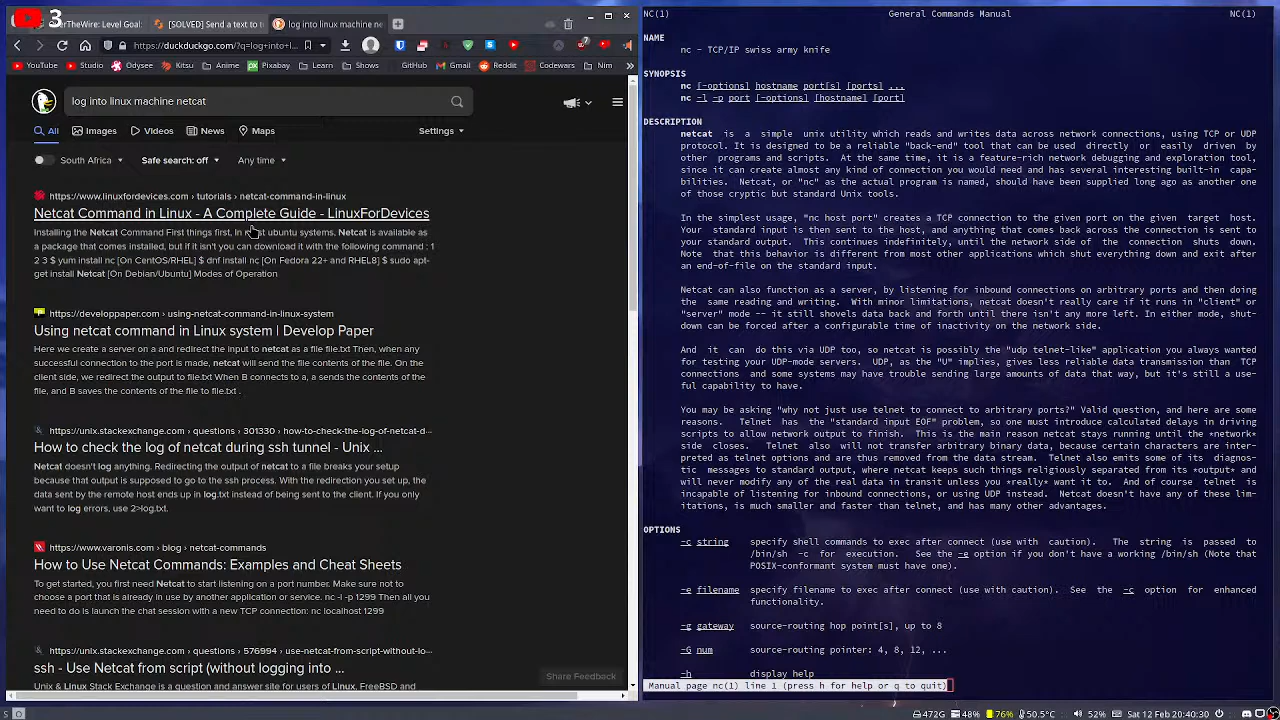 3
erTheWire: Level Goal:
[SOLVED] Send a text to
log into linux machine ne
https://duckduckgo.com/?q=log+into+l…
YouTube
Studio
Odysee
Kitsu
Anime
Pixabay
Learn
Shows
GitHub
Gmail
Reddit
Codewars
Nim
log into linux machine netcat
All
Images
Videos
News
Maps
Settings
South Africa
Safe search: off
Any time
https://www.linuxfordevices.com › tutorials › netcat-command-in-linux
Netcat Command in Linux - A Complete Guide - LinuxForDevices
Installing the Netcat Command First things first, In most ubuntu systems, Netcat is available as
a package that comes installed, but if it isn't you can download it with the following command : 1
2 3 $ yum install nc [On CentOS/RHEL] $ dnf install nc [On Fedora 22+ and RHEL8] $ sudo apt-
get install Netcat [On Debian/Ubuntu] Modes of Operation
https://developpaper.com › using-netcat-command-in-linux-system
Using netcat command in Linux system | Develop Paper
Here we create a server on a and redirect the input to netcat as a file file.txt Then, when any
successful connection to the port is made, netcat will send the contents of the file. On the
client side, we redirect the output to file.txt When B connects to a, a sends the contents of the
file, and B saves the contents of the file to file.txt .
https://unix.stackexchange.com › questions › 301330 › how-to-check-the-log-of-netcat-d…
How to check the log of netcat during ssh tunnel - Unix ...
Netcat doesn't log anything. Redirecting the output of netcat to a file breaks your setup
because that output is supposed to go to the ssh process. With the redirection you set up, the
data sent by the remote host ends up in log.txt instead of being sent to the client. If you only
want to log errors, use 2>log.txt.
https://www.varonis.com › blog › netcat-commands
How to Use Netcat Commands: Examples and Cheat Sheets
To get started, you first need Netcat to start listening on a port number. Make sure not to
choose a port that is already in use by another application or service. nc -l -p 1299 Then all you
need to do is launch the chat session with a new TCP connection: nc localhost 1299
https://unix.stackexchange.com › questions › 576994 › use-netcat-from-script-without-lo…
ssh - Use Netcat from script (without logging into ...
Unix & Linux Stack Exchange is a question and answer site for users of Linux, FreeBSD and
Share Feedback
NC(1) General Commands Manual NC(1)
NAME
nc - TCP/IP swiss army knife
SYNOPSIS
nc [-options] hostname port[s] [ports] ...
nc -l -p port [-options] [hostname] [port]
DESCRIPTION
netcat is a simple unix utility which reads and writes data across network connections, using TCP or UDP
protocol. It is designed to be a reliable "back-end" tool that can be used directly or easily driven by
other programs and scripts. At the same time, it is a feature-rich network debugging and exploration tool,
since it can create almost any kind of connection you would need and has several interesting built-in capa-
bilities. Netcat, or "nc" as the actual program is named, should have been supplied long ago as another one
of those cryptic but standard Unix tools.
In the simplest usage, "nc host port" creates a TCP connection to the given port on the given target host.
Your standard input is then sent to the host, and anything that comes back across the connection is sent to
your standard output. This continues indefinitely, until the network side of the connection shuts down.
Note that this behavior is different from most other applications which shut everything down and exit after
an end-of-file on the standard input.
Netcat can also function as a server, by listening for inbound connections on arbitrary ports and then doing
the same reading and writing. With minor limitations, netcat doesn't really care if it runs in "client" or
"server" mode -- it still shovels data back and forth until there isn't any more left. In either mode, shut-
down can be forced after a configurable time of inactivity on the network side.
And it can do this via UDP too, so netcat is possibly the "udp telnet-like" application you always wanted
for testing your UDP-mode servers. UDP, as the "U" implies, gives less reliable data transmission than TCP
connections and some systems may have trouble sending large amounts of data that way, but it's still a use-
ful capability to have.
You may be asking "why not just use telnet to connect to arbitrary ports?" Valid question, and here are some
reasons. Telnet has the "standard input EOF" problem, so one must introduce calculated delays in driving
scripts to allow network output to finish. This is the main reason netcat stays running until the *network*
side closes. Telnet also will not transfer arbitrary binary data, because certain characters are inter-
preted as telnet options and are thus removed from the data stream. Telnet also emits some of its diagnos-
tic messages to standard output, where netcat keeps such things religiously separated from its *output* and
will never modify any of the real data in transit unless you *really* want it to. And of course telnet is
incapable of listening for inbound connections, or using UDP instead. Netcat doesn't have any of these lim-
itations, is much smaller and faster than telnet, and has many other advantages.
OPTIONS
-c string specify shell commands to exec after connect (use with caution). The string is passed to
/bin/sh -c for execution. See the -e option if you don't have a working /bin/sh (Note that
POSIX-conformant system must have one).
-e filename specify filename to exec after connect (use with caution). See the -c option for enhanced
functionality.
-g gateway source-routing hop point[s], up to 8
-G num source-routing pointer: 4, 8, 12, ...
-h display help
Manual page nc(1) line 1 (press h for help or q to quit)
472G
48%
76%
50.5°C
52%
Sat 12 Feb 20:40:30